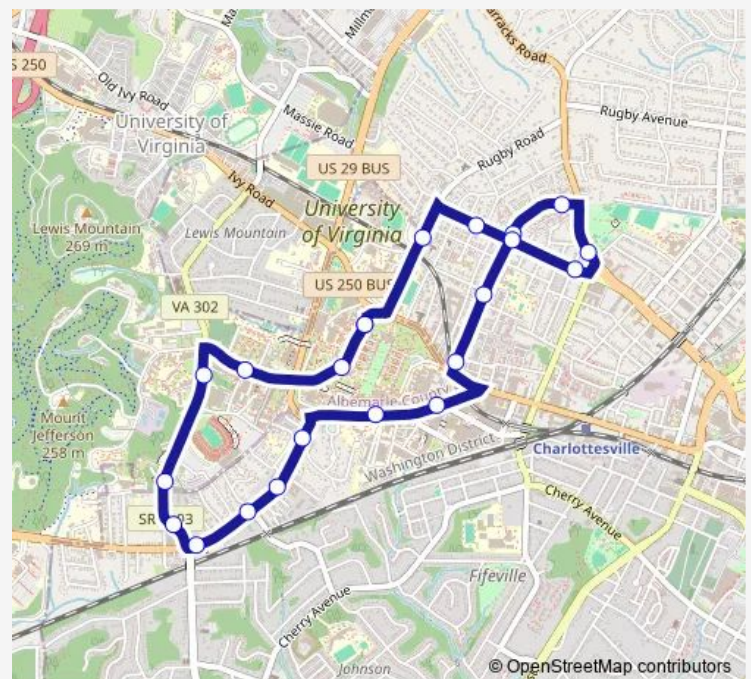 Barracks Road
S 250
Old Ivy Road
University of
Virginia
Massie Road
Rugby Avenue
Rugby Road
US 29 BUS
Ivy Road
Lewis Mountain
269 m
Lewis Mountain
University
of Virginia
US 250 BUS
VA 302
Mount
Jefferson
258 m
Albemarle County
Washington District
Charlottesville
SR
03
Cherry Avenue
Fifeville
Cherry Avenue
Johnson
© OpenStreetMap contributors